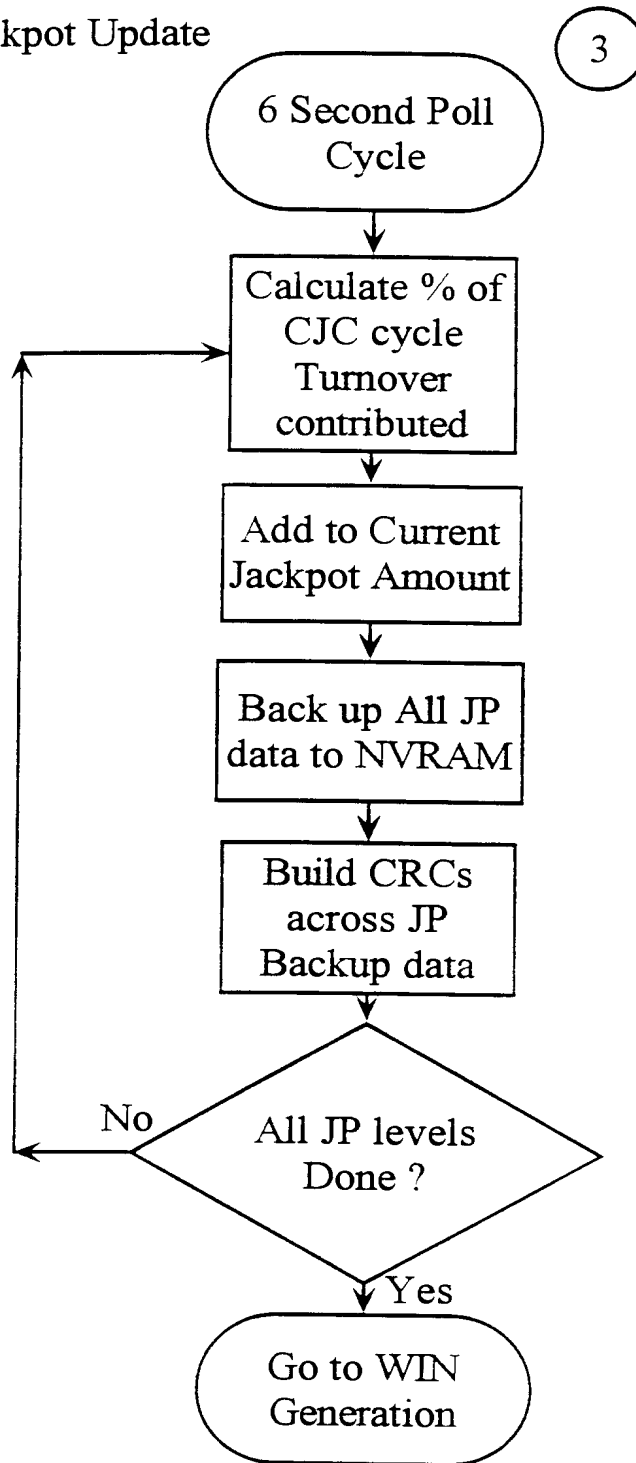 kpot Update
3
6 Second Poll
Cycle
Calculate % of
CJC cycle
Turnover
contributed
Add to Current
Jackpot Amount
Back up All JP
data to NVRAM
Build CRCs
across JP
Backup data
No
All JP levels
Done ?
Yes
Go to WIN
Generation